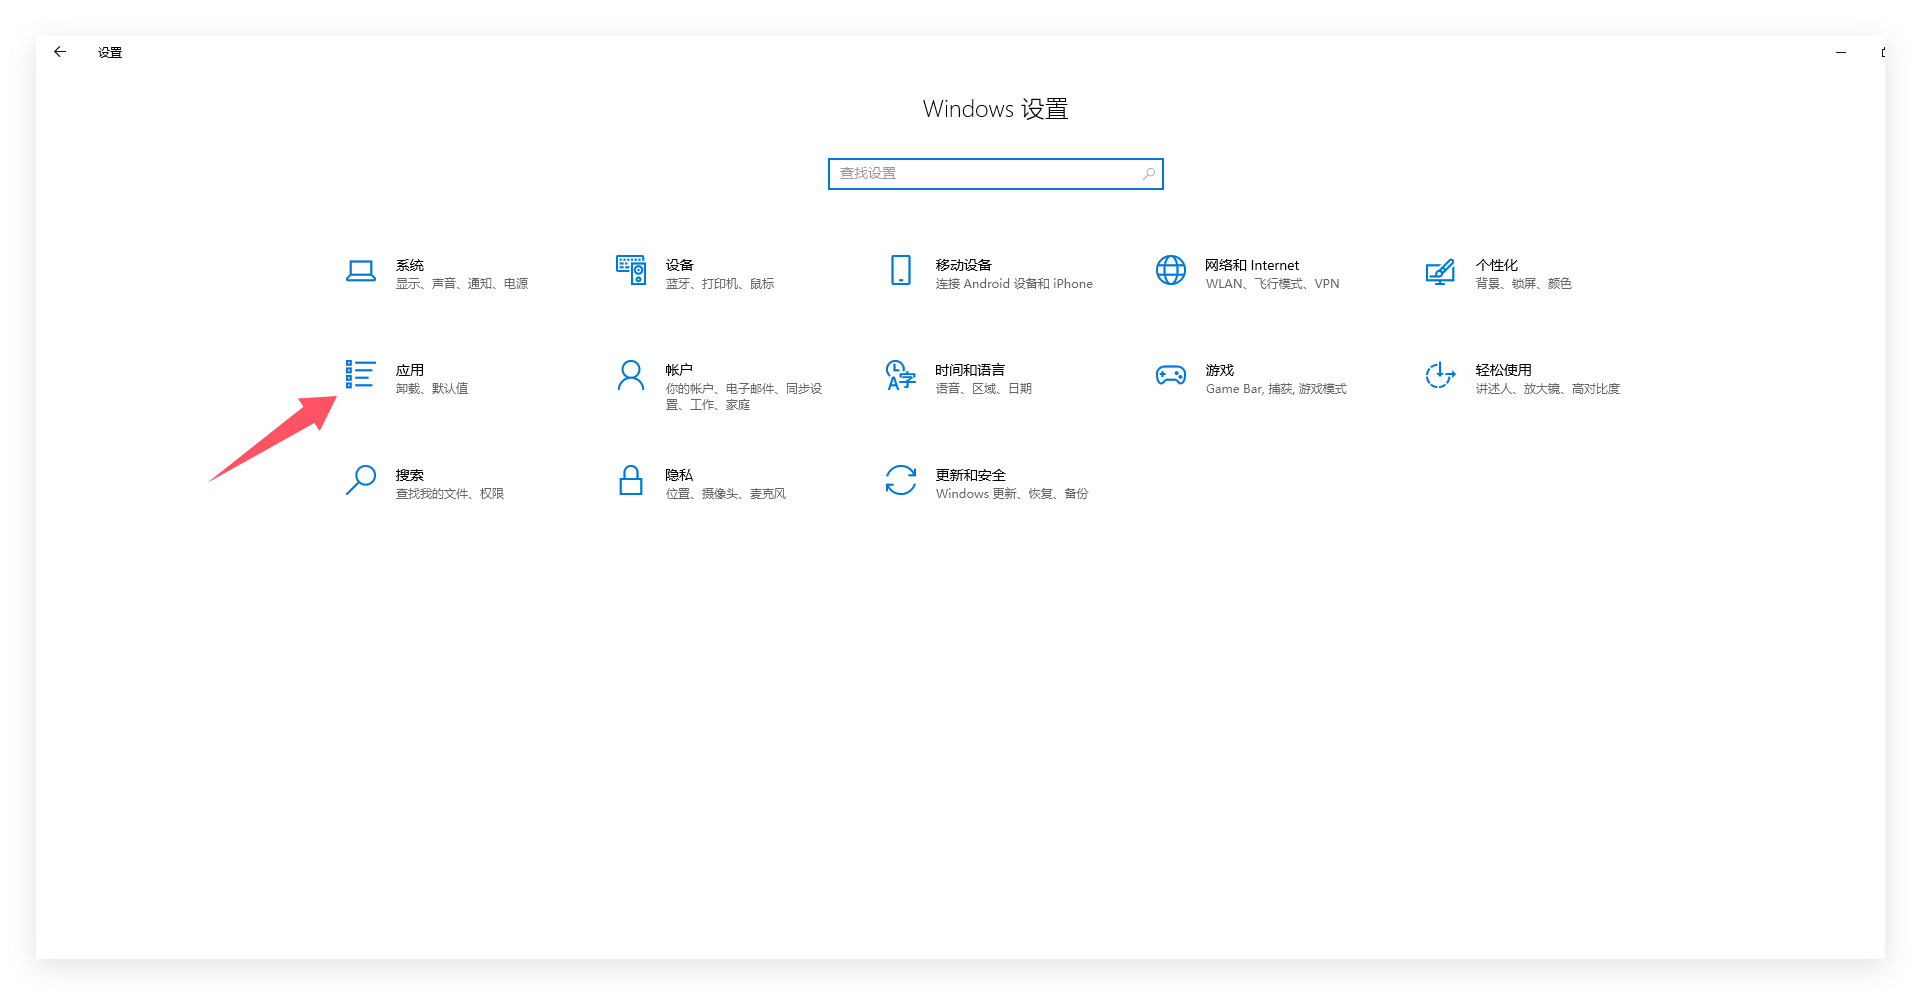 设置
Windows 设置
查找设置
系统
显示、声音、通知、电源
设备
蓝牙、打印机、鼠标
移动设备
连接 Android 设备和 iPhone
网络和 Internet
WLAN、飞行模式、VPN
个性化
背景、锁屏、颜色
应用
卸载、默认值
帐户
你的帐户、电子邮件、同步设
置、工作、家庭
时间和语言
语音、区域、日期
游戏
Game Bar, 捕获, 游戏模式
轻松使用
讲述人、放大镜、高对比度
搜索
查找我的文件、权限
隐私
位置、摄像头、麦克风
更新和安全
Windows 更新、恢复、备份